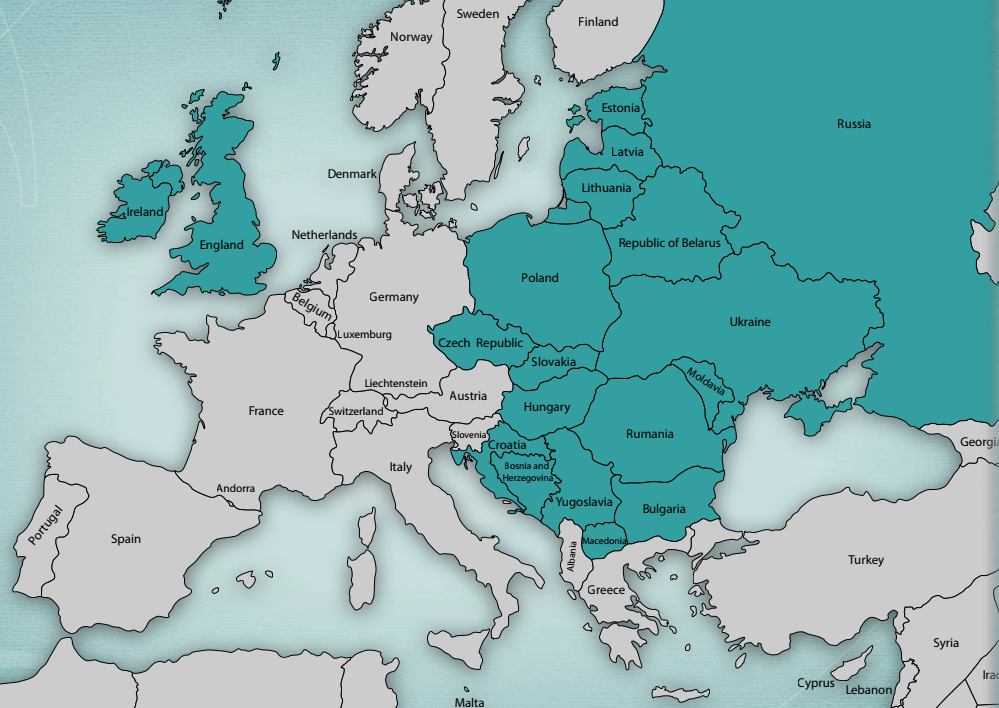 Sweden
Finland
Norway
Estonia
Russia
Latvia
Denmark
Lithuania
Ireland
Netherlands
England
Republic of Belarus
Poland
Germany
Belgium
Ukraine
Luxemburg
Czech Republic
Slovakia
Moldavia
Liechtenstein
Austria
France
Switzerland
Hungary
Rumania
Slovenia
Croatia
Georgia
Italy
Bosnia and
Herzegovina
Andorra
Yugoslavia
Bulgaria
Portugal
Spain
Macedonia
Albania
Turkey
Greece
Syria
Irac
Cyprus
Lebanon
Malta